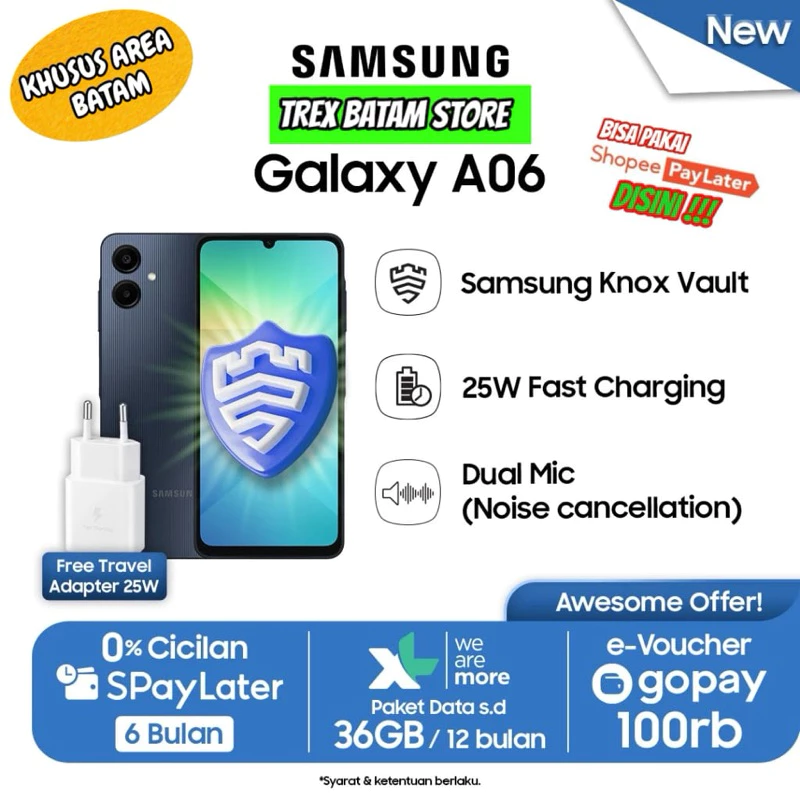 KHUSUS AREA
BATAM
New
SAMSUNG
TREX BATAM STORE
Galaxy A06
BISA PAKAI
Shopee PayLater
DISINI !!!
Samsung Knox Vault
25W Fast Charging
Dual Mic
(Noise cancellation)
SAMSUN
Free Travel
Adapter 25W
Awesome Offer!
0% Cicilan
SPayLater
6 Bulan
XL we
are
more
Paket Data s.d
36GB / 12 bulan
e-Voucher
gopay
100rb
*Syarat & ketentuan berlaku.